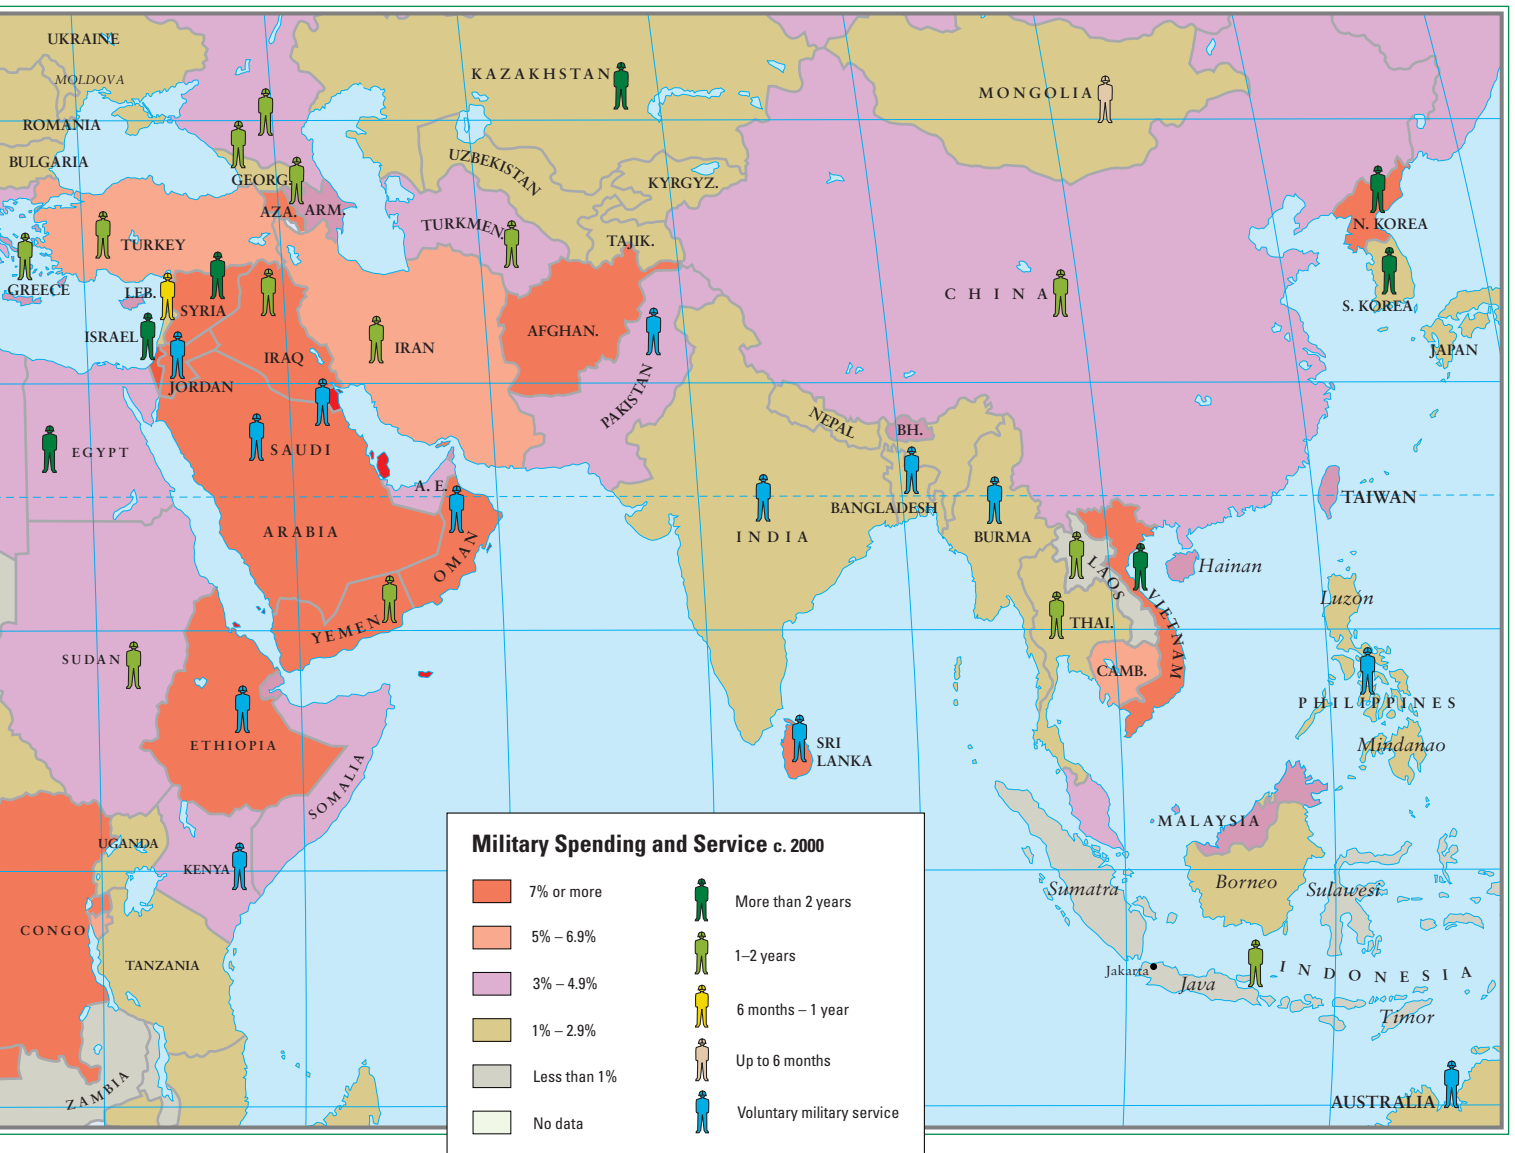 UKRAINE
MOLDOVA
ROMANIA
BULGARIA
GEORG.
AZA.
ARM.
TURKEY
GREECE
LEB.
SYRIA
ISRAEL
JORDAN
IRAQ
IRAN
KAZAKHSTAN
UZBEKISTAN
KYRGYZ.
TURKMEN.
TAJIK.
AFGHAN.
PAKISTAN
MONGOLIA
CHINA
N. KOREA
S. KOREA
JAPAN
NEPAL
BH.
EGYPT
SAUDI
ARABIA
A. E.
OMAN
YEMEN
INDIA
BANGLADESH
BURMA
TAIWAN
Hainan
LAOS
VIETNAM
THAI.
CAMB.
Luzon
PHILIPPINES
Mindanao
SUDAN
ETHIOPIA
SOMALIA
SRI
LANKA
UGANDA
KENYA
CONGO
TANZANIA
ZAMBIA
MALAYSIA
Sumatra
Borneo
Sulawesi
Jakarta
Java
INDONESIA
Timor
AUSTRALIA
Military Spending and Service c. 2000
7% or more
5% – 6.9%
3% – 4.9%
1% – 2.9%
Less than 1%
No data
More than 2 years
1–2 years
6 months – 1 year
Up to 6 months
Voluntary military service